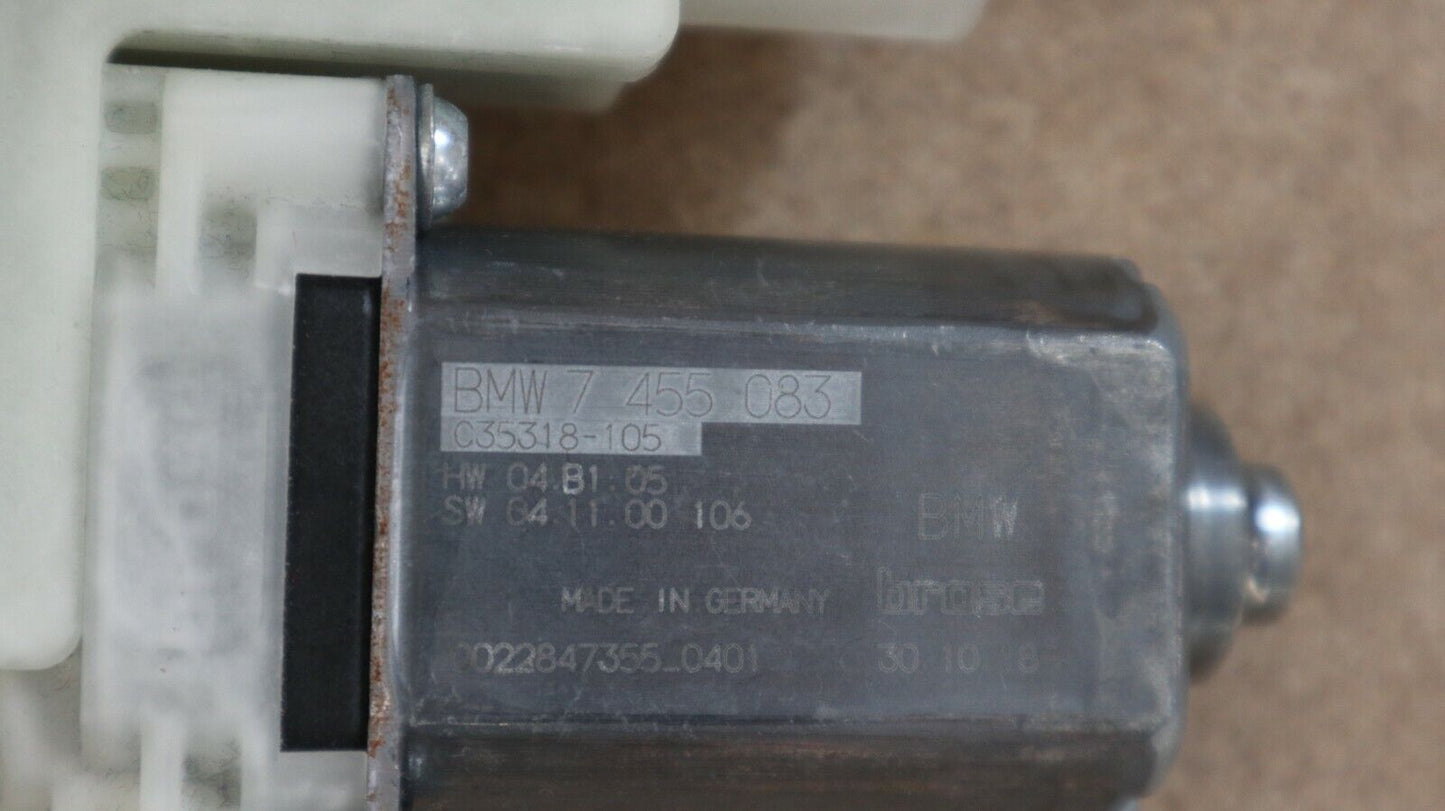 BMW 7 455 083
C35318-105
HW 04.B1.05
SW 04.11.00 106
BMW
MADE IN GERMANY brose
0022847355_0401 30 10 18